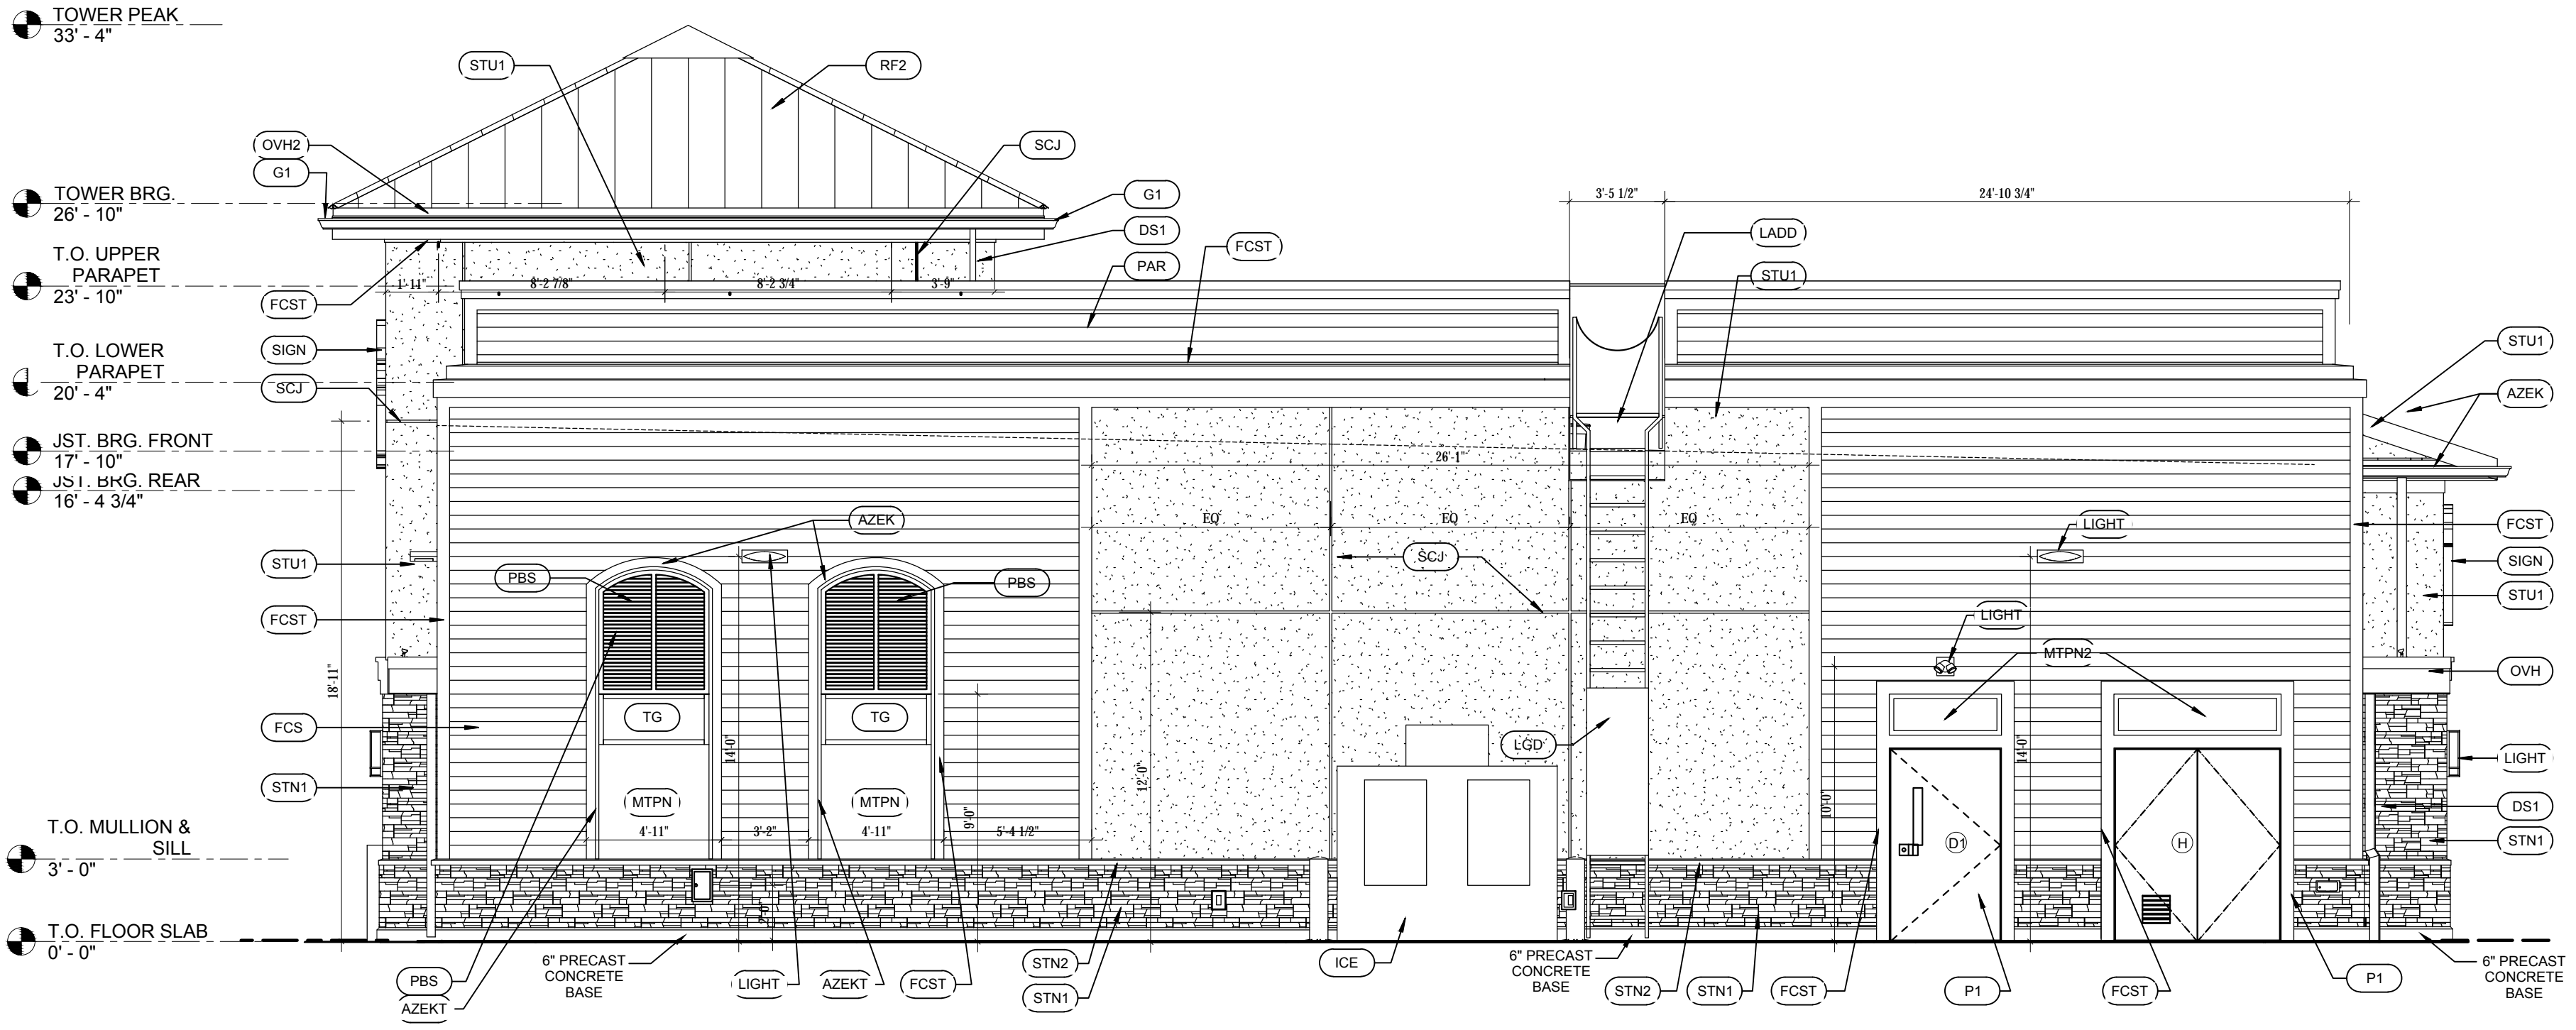 TOWER PEAK
33' - 4"
STU1
RF2
OVH2
SCJ
G1
TOWER BRG.
26' - 10"
G1
3'-5 1/2"
24'-10 3/4"
DS1
LADD
FCST
T.O. UPPER
PARAPET
23' - 10"
PAR
STU1
1'-11"
8'-2 7/8"
8'-2 3/4"
3'-9"
FCST
SIGN
STU1
T.O. LOWER
PARAPET
20' - 4"
SCJ
AZEK
JST. BRG. FRONT
17' - 10"
26'-1"
JST. BRG. REAR
16' - 4 3/4"
AZEK
EQ
EQ
EQ
LIGHT
FCST
STU1
SCJ
SIGN
PBS
PBS
STU1
FCST
LIGHT
MTPN2
OVH
18'-11"
TG
TG
FCS
14'-0"
LGD
14'-0"
LIGHT
STN1
12'-0"
MTPN
MTPN
9'-0"
10'-0"
DS1
T.O. MULLION &
SILL
3' - 0"
4'-11"
3'-2"
4'-11"
5'-4 1/2"
D1
H
STN1
2'-0"
T.O. FLOOR SLAB
0' - 0"
6" PRECAST
CONCRETE
BASE
STN2
ICE
6" PRECAST
CONCRETE
BASE
6" PRECAST
CONCRETE
BASE
PBS
LIGHT
AZEKT
FCST
STN1
STN2
STN1
FCST
P1
FCST
P1
AZEKT